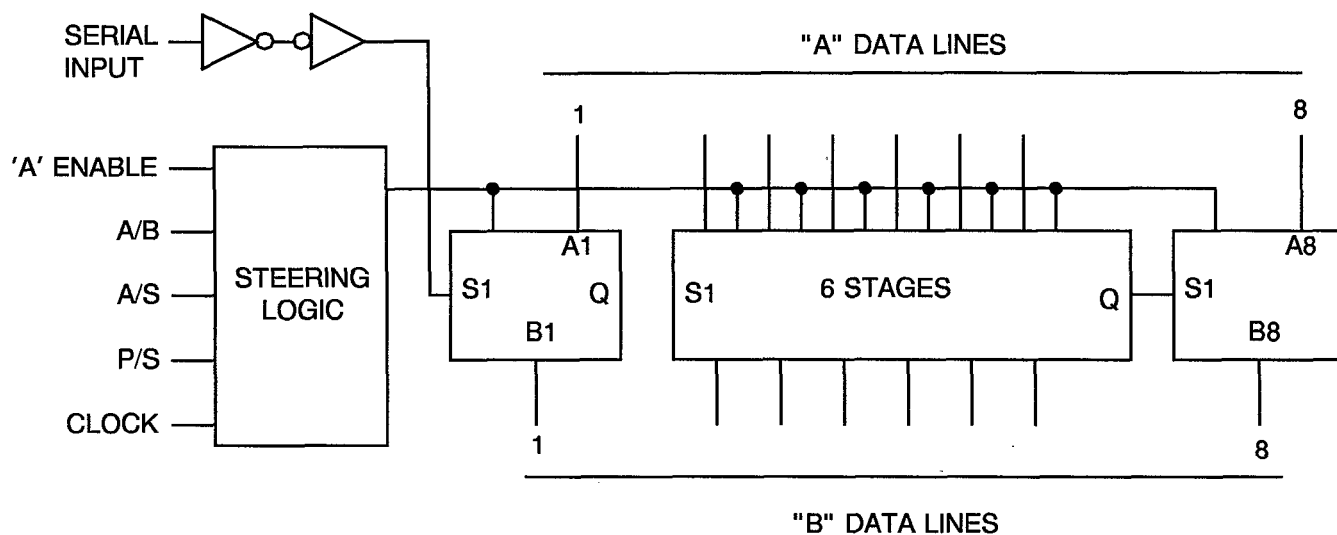 SERIAL
INPUT
"A" DATA LINES
1
8
'A' ENABLE
A/B
A/S
P/S
CLOCK
STEERING
LOGIC
A1
S1
Q
B1
S1
6 STAGES
Q
A8
S1
B8
1
8
"B" DATA LINES